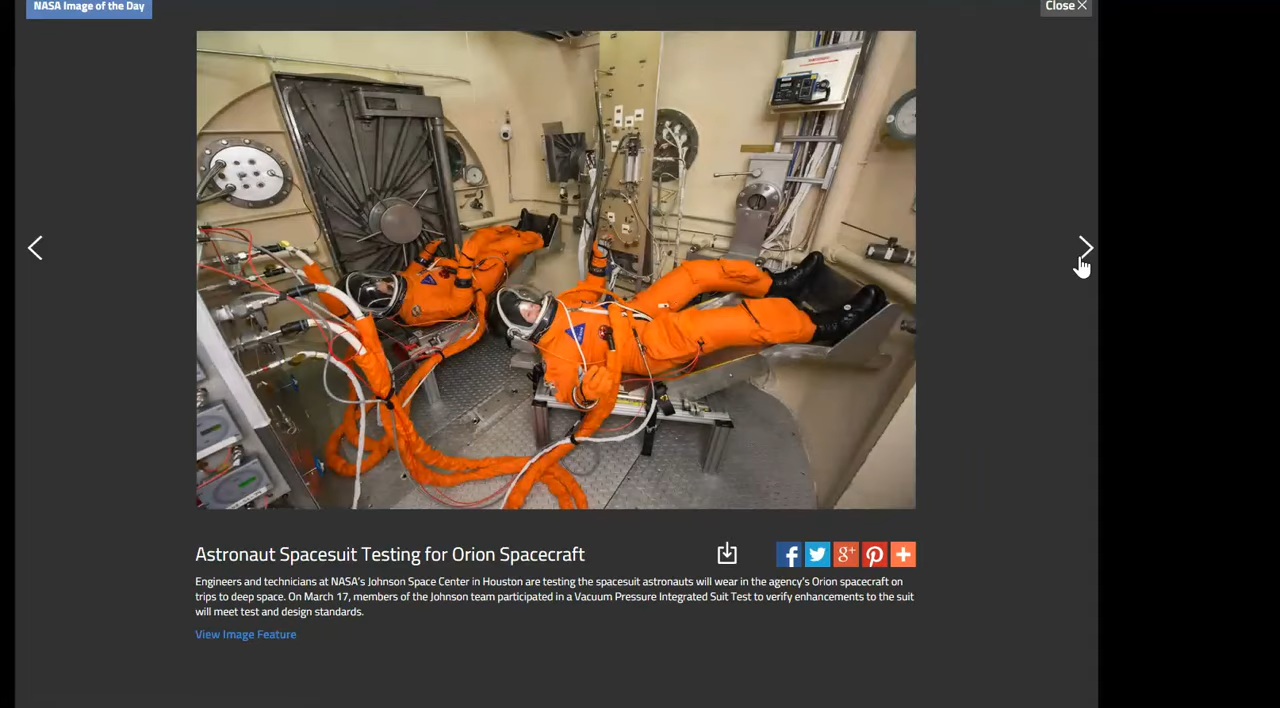 NASA Image of the Day
Close
Astronaut Spacesuit Testing for Orion Spacecraft
Engineers and technicians at NASA's Johnson Space Center in Houston are testing the spacesuit astronauts will wear in the agency's Orion spacecraft on
trips to deep space. On March 17, members of the Johnson team participated in a Vacuum Pressure Integrated Suit Test to verify enhancements to the suit
will meet test and design standards.
View Image Feature